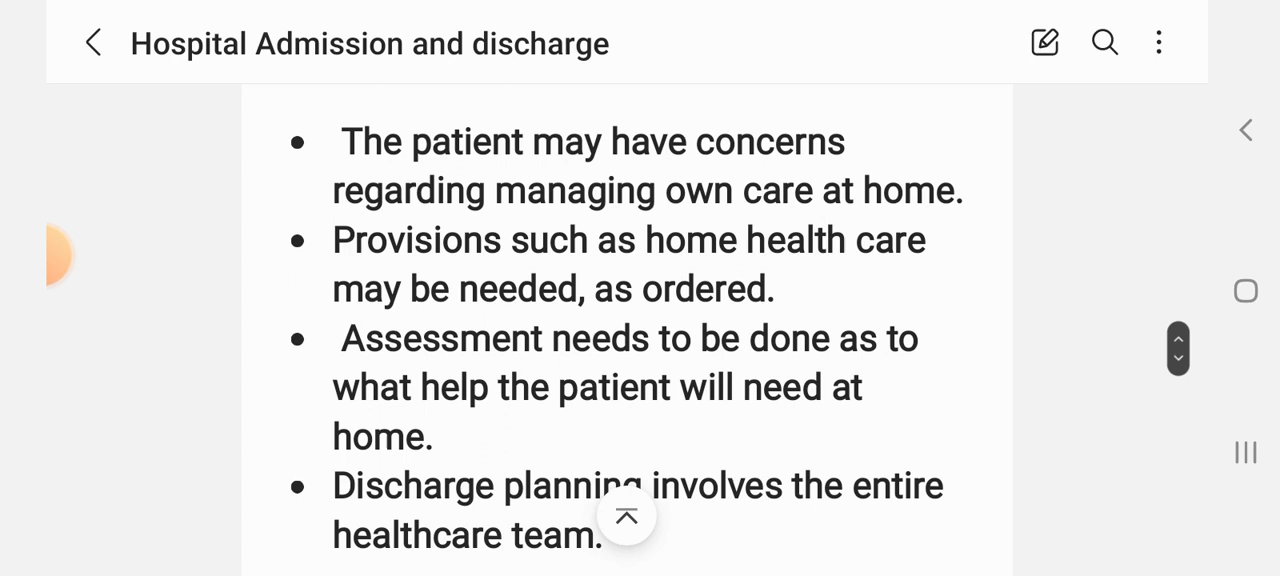 Hospital Admission and discharge
• The patient may have concerns
regarding managing own care at home.
• Provisions such as home health care
may be needed, as ordered.
• Assessment needs to be done as to
what help the patient will need at
home.
• Discharge planning involves the entire
healthcare team.